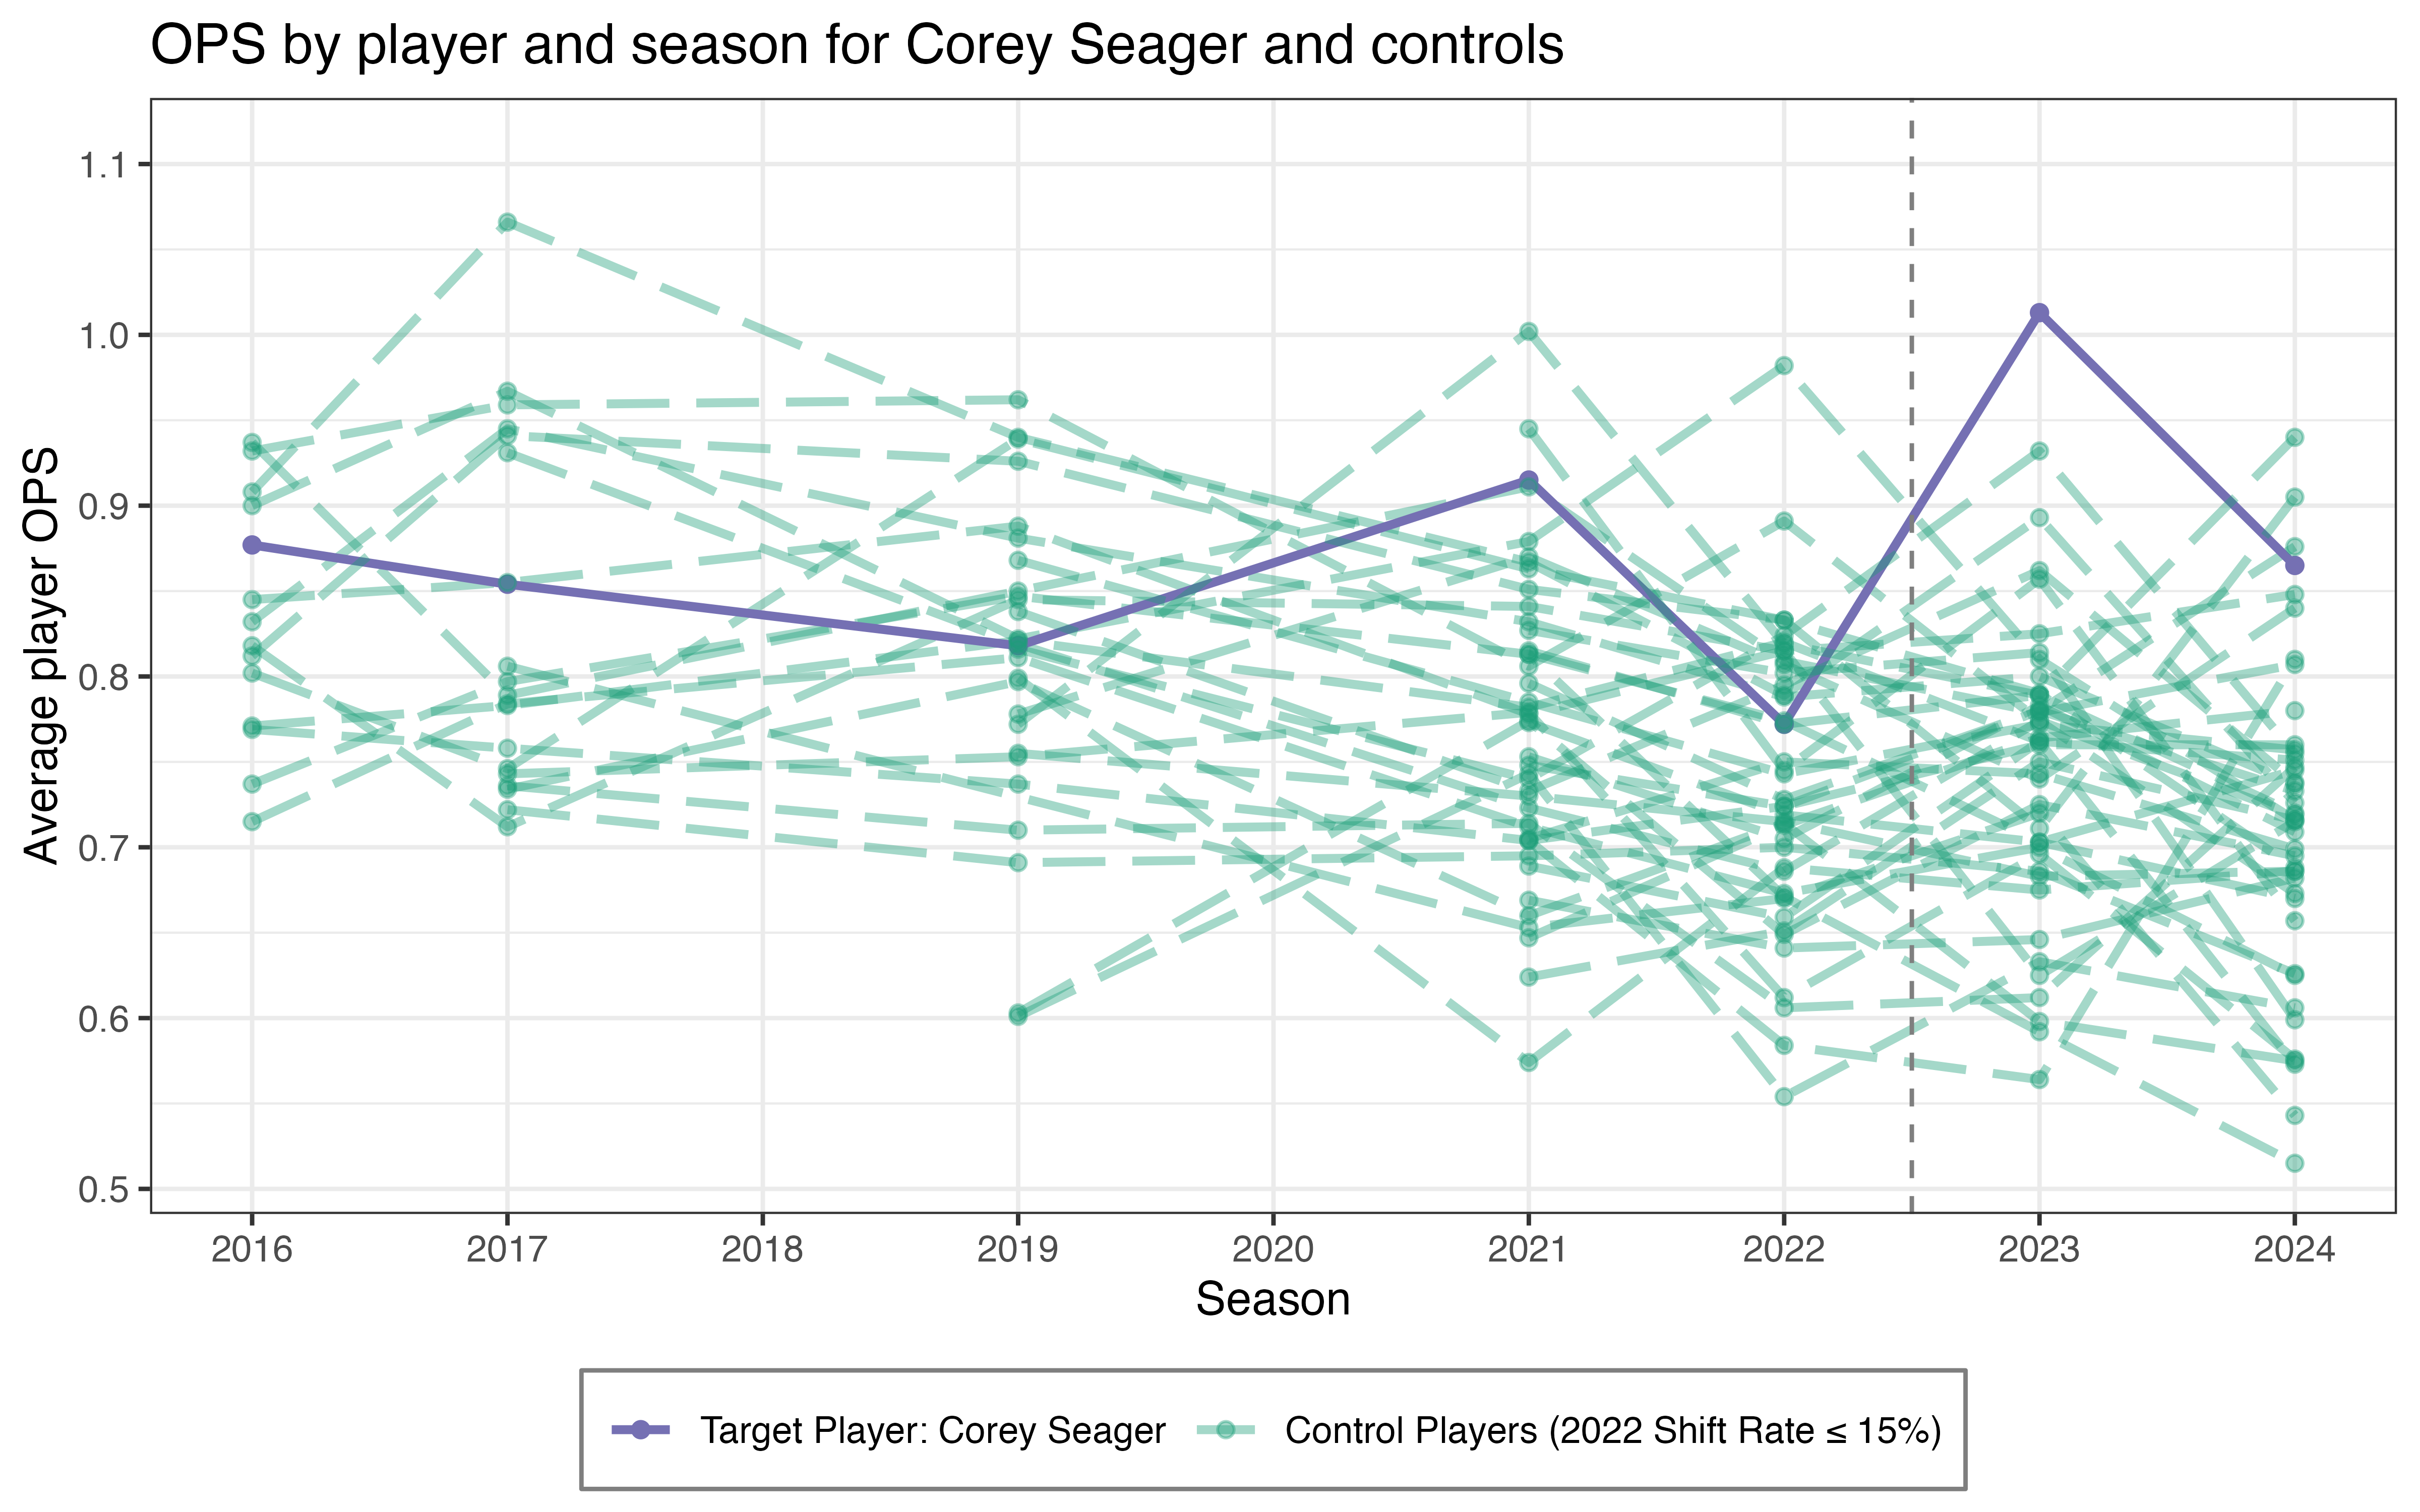 OPS by player and season for Corey Seager and controls
Average player OPS
1.1
1.0
0.9
0.8
0.7
0.6
0.5
2016 2017 2018 2019 2020 2021 2022 2023 2024
Season
Target Player: Corey Seager Control Players (2022 Shift Rate ≤ 15%)